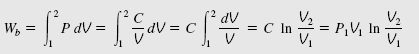 W_b = ∫_1^2 P dV = ∫_1^2 C/V dV = C ∫_1^2 dV/V = C ln V_2/V_1 = P_1V_1 ln V_2/V_1